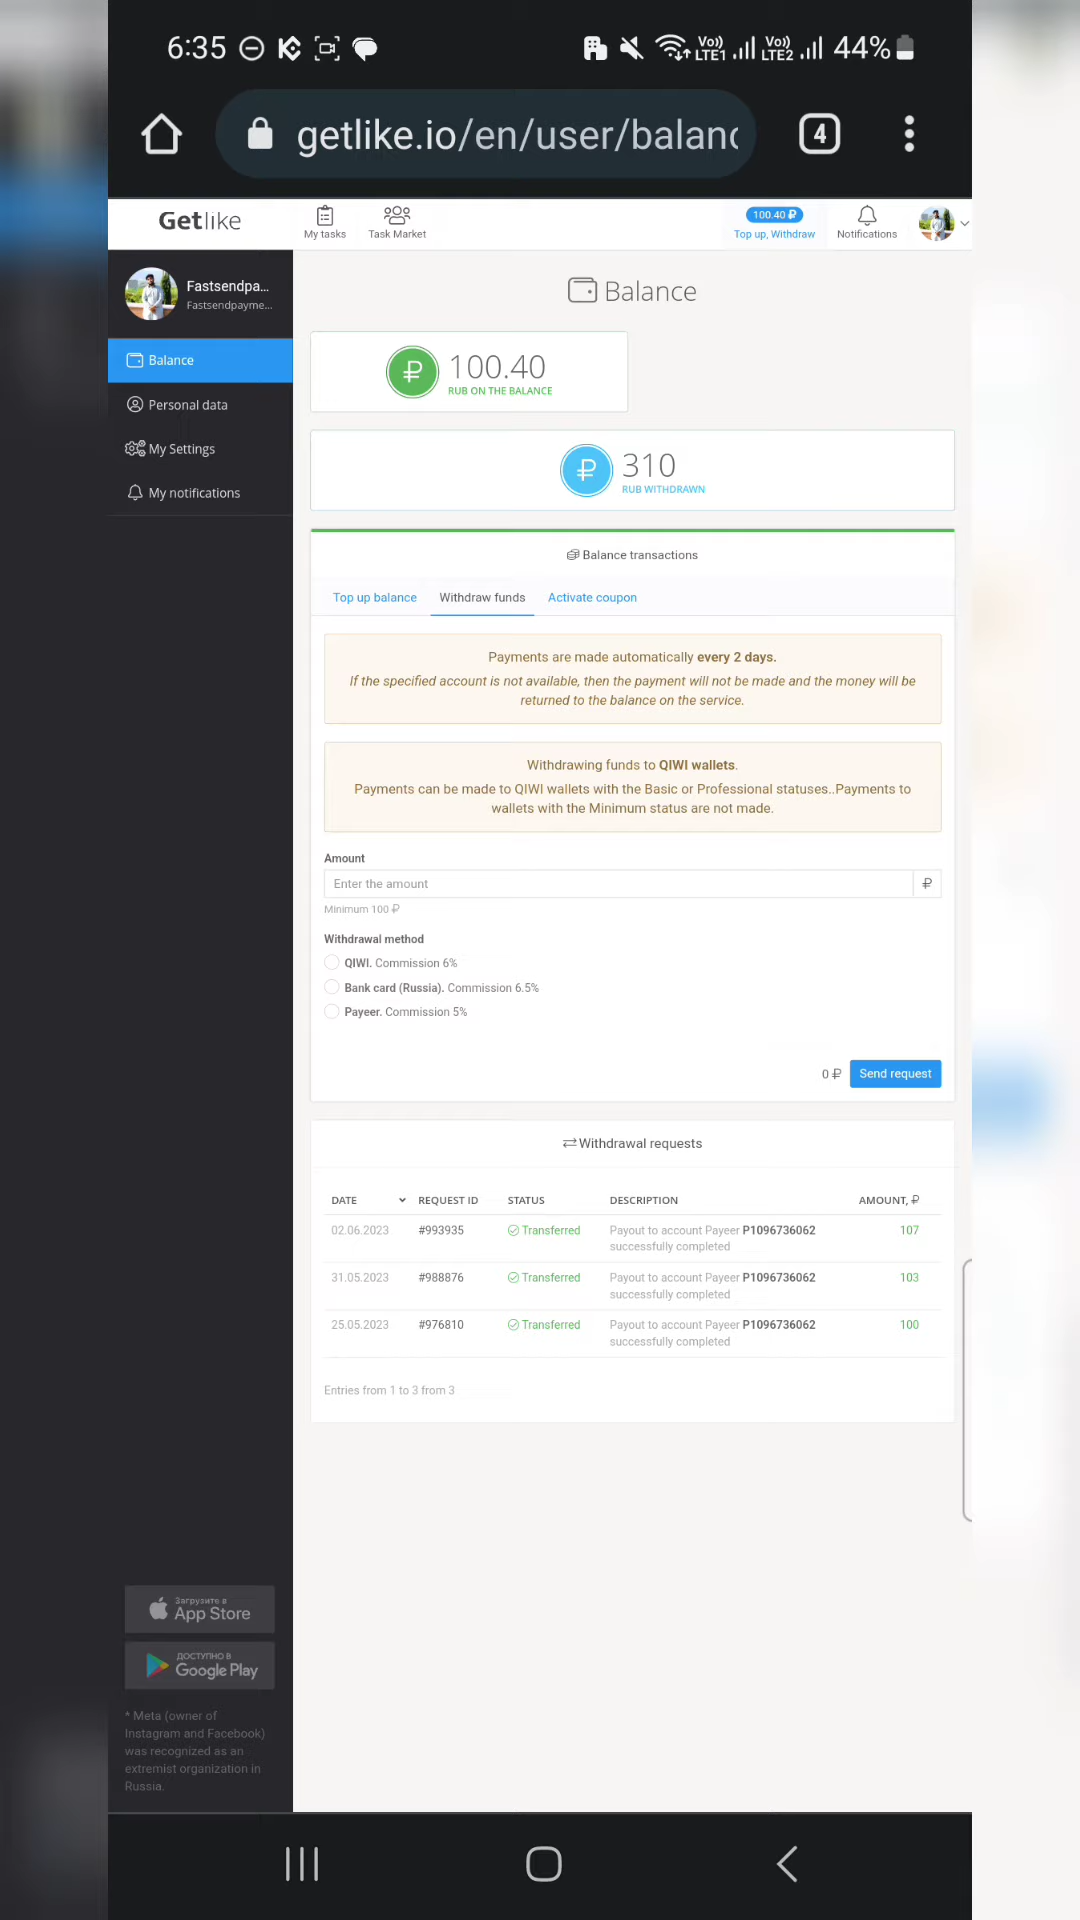 6:35
Vo) LTE1 Vo) LTE2 44%
getlike.io/en/user/balanc
4
Getlike
My tasks
Task Market
100.40 ₽
Top up, Withdraw
Notifications
Fastsendpa...
Fastsendpayme...
Balance
Personal data
My Settings
My notifications
Balance
₽ 100.40
RUB ON THE BALANCE
₽ 310
RUB WITHDRAWN
Balance transactions
Top up balance Withdraw funds Activate coupon
Payments are made automatically every 2 days.
If the specified account is not available, then the payment will not be made and the money will be
returned to the balance on the service.
Withdrawing funds to QIWI wallets.
Payments can be made to QIWI wallets with the Basic or Professional statuses..Payments to
wallets with the Minimum status are not made.
Amount
Enter the amount ₽
Minimum 100 ₽
Withdrawal method
QIWI. Commission 6%
Bank card (Russia). Commission 6.5%
Payeer. Commission 5%
0 ₽ Send request
Withdrawal requests
DATE REQUEST ID STATUS DESCRIPTION AMOUNT, ₽
02.06.2023 #993935 Transferred Payout to account Payeer P1096736062 107
successfully completed
31.05.2023 #988876 Transferred Payout to account Payeer P1096736062 103
successfully completed
25.05.2023 #976810 Transferred Payout to account Payeer P1096736062 100
successfully completed
Entries from 1 to 3 from 3
Загрузите в
App Store
ДОСТУПНО В
Google Play
* Meta (owner of
Instagram and Facebook)
was recognized as an
extremist organization in
Russia.